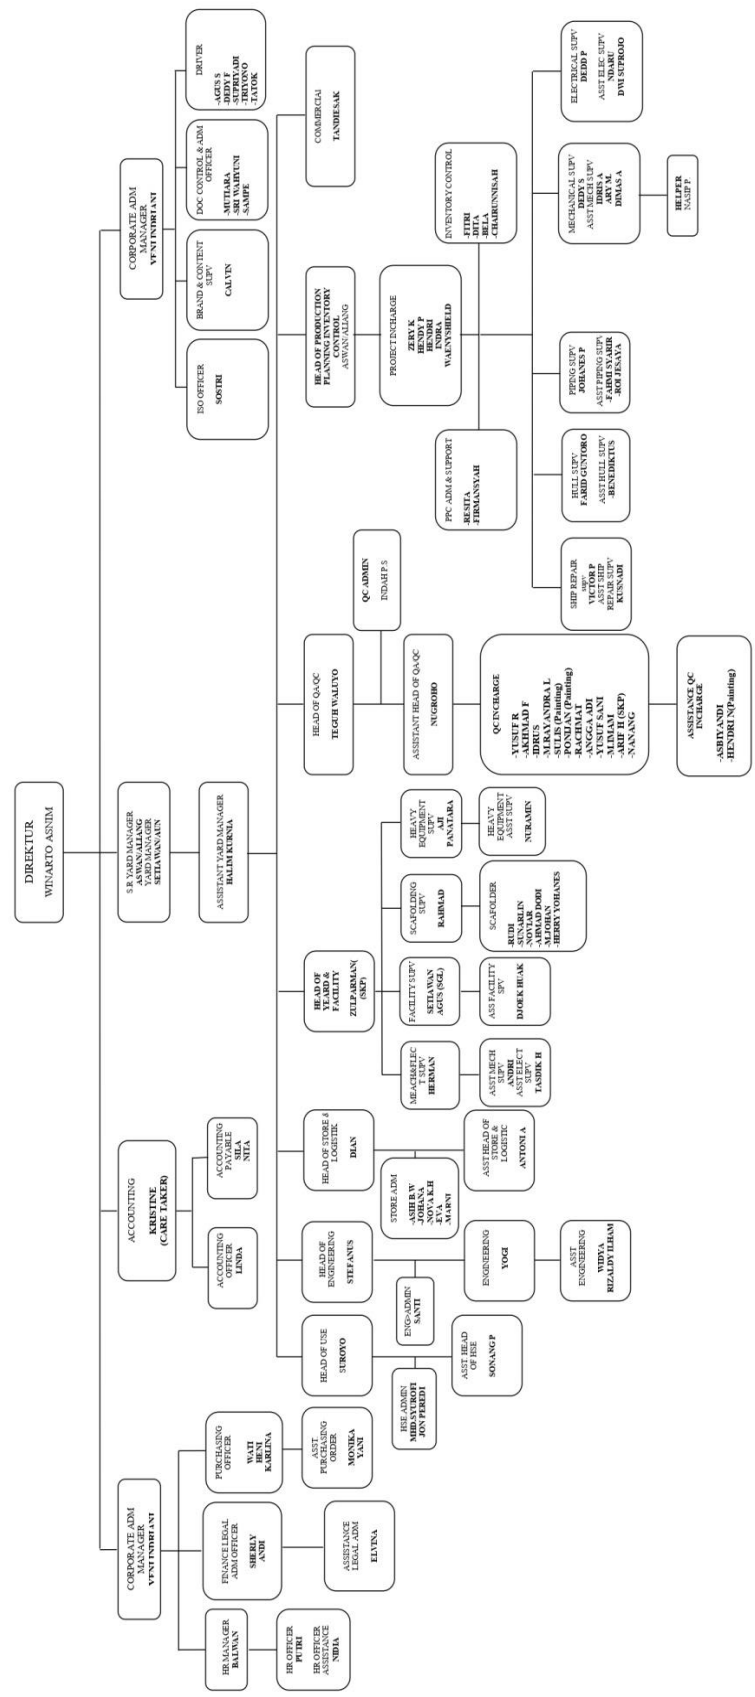 DIREKTUR
WINARTO ASNIM
CORPORATE ADM
MANAGER
VENI INDRIANI
HR MANAGER
BALWAN
HR OFFICER
PUTRI
HR OFFICER
ASSISTANCE
NIDIA
FINANCE LEGAL
ADM OFFICER
SHERLY
ANDI
ASSISTANCE
LEGAL ADM
ELVINA
PURCHASING
OFFICER
WATI
HENI
KARLINA
ASST
PURCHASING
ORDER
MONIKA
YANI
ACCOUNTING
KRISTINE
(CARE TAKER)
ACCOUNTING
OFFICER
LINDA
ACCOUNTING
PAYABLE
SILA
NITA
S.R YARD MANAGER
ASWAN/ALIANG
YARD MANAGER
SETIAWAN/AUN
ASSISTANT YARD MANAGER
HALIM KURNIA
CORPORATE ADM
MANAGER
VENI INDRIANI
ISO OFFICER
SOSTRI
BRAND & CONTENT
SUPV
CALVIN
DOC CONTROL & ADM
OFFICER
-MUTIARA
-SRI WAHYUNI
-SAMPE
DRIVER
-AGUS S
-DEDY F
-SUPRIYADI
-TRIYONO
-TATOK
HEAD OF USE
SUROYO
HSE ADMIN
MHD.SYUROFI
JON PEREDI
ASST HEAD
OF HSE
SONANG P
HEAD OF
ENGINEERING
STEFANUS
ENG>ADMIN
SANTI
ENGINEERING
YOGI
ASST
ENGINEERING
WIDYA
RIZALDY ILHAM
HEAD OF STORE &
LOGISTIK
DIAN
STORE ADM
-ASIH B.W
-JOHANA
-NOVA K.H
-EVA
-MARNI
ASST HEAD OF
STORE &
LOGISTIC
ANTONI A
HEAD OF
YEARD &
FACILITY
ZULPARMAN(
(SKP)
MEACH&FLEC
T SUPV
HERMAN
ASST MECH
SUPV
ANDRI
ASST ELECT
SUPV
TASDIK H
FACILITY SUPV
SETIAWAN
AGUS (SGL)
ASS FACILITY
SPV
DJOEK HUAK
SCAFOLDING
SUPV
RAHMAD
SCAFOLDER
-RUDI
-SUNARLIN
-NOVIAR
-AHMAD DODI
-M.JOHAN
-HERRY YOHANES
HEAVY
EQUIPMENT
SUPV
AJI
PANATARA
HEAVY
EQUIPMENT
ASST SUPV
NURAMIN
HEAD OF QA/QC
TEGUH WALUYO
QC ADMIN
INDAH P.S
ASSISTANT HEAD OF QA/QC
NUGROHO
QC INCHARGE
-YUSUF R
-AKHMAD F
-IDRUS
-M.RAYANDRA L
-SULIS (Painting)
-PONIJAN (Painting)
-RACHMAT
-ANGGA ADI
-YUSUF SANI
-M.IMAM
-ARIF H (SKP)
-NANANG
ASSISTANCE QC
INCHARGE
-ASBIYANDI
-HENDRI N(Painting)
HEAD OF PRODUCTION
PLANNING INVENTORY
CONTROL
ASWAN/ALIANG
PROJECT INCHARGE
ZERY K
HENDY P
HENDRI
INDRA
WAENYSHIELD
PPC ADM & SUPPORT
-RESITA
-FIRMANSYAH
INVENTORY CONTROL
-FITRI
-DITA
-BELA
-CHAIRUNNISAH
SHIP REPAIR
supv
VICTOR P
ASST SHIP
REPAIR SUPV
KUSNADI
HULL SUPV
FARID GUNTORO
ASST HULL SUPV
-BENEDIKTUS
PIPING SUPV
JOHANES P
ASST PIPING SUPV
-FAHMI SYARIR
-ROI JESAYA
MECHANICAL SUPV
DEDY S
ASST MECH SUPV
IDRIS A
ARY M.
DIMAS A
HELPER
NASIP P.
ELECTRICAL SUPV
DEDD P
ASST ELEC SUPV
NDARU
DWI SUPROJO
COMMERCIAl
TANDIESAK